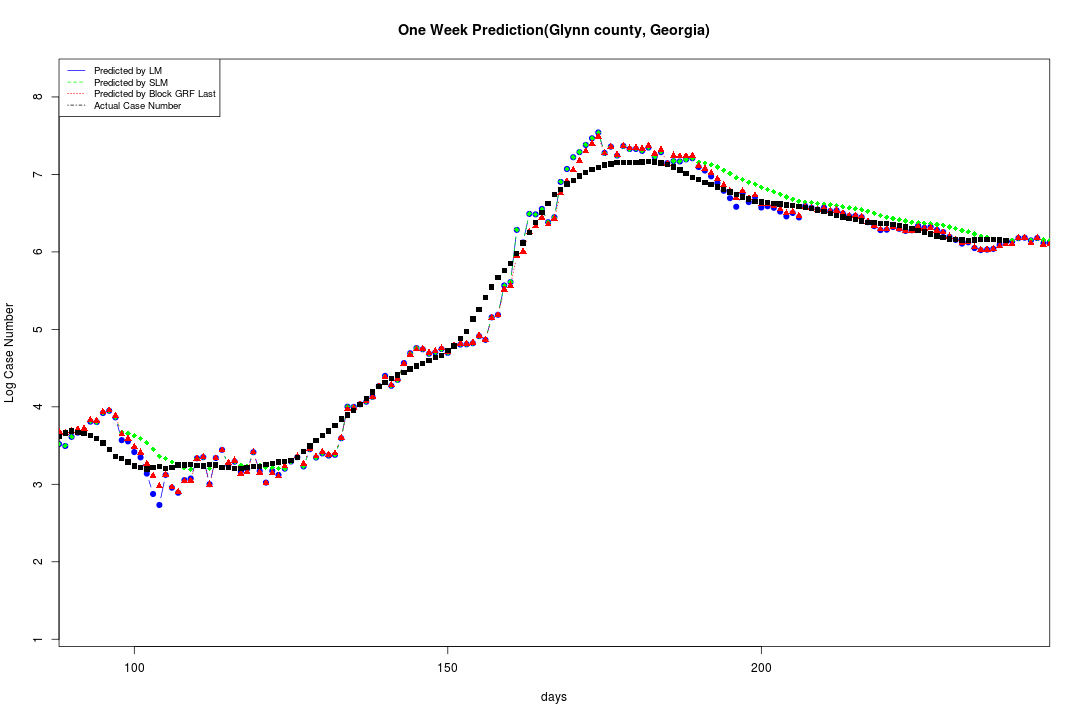 One Week Prediction(Glynn county, Georgia)
Predicted by LM
Predicted by SLM
Predicted by Block GRF Last
Actual Case Number
8
7
6
5
4
3
2
1
Log Case Number
100 150 200
days